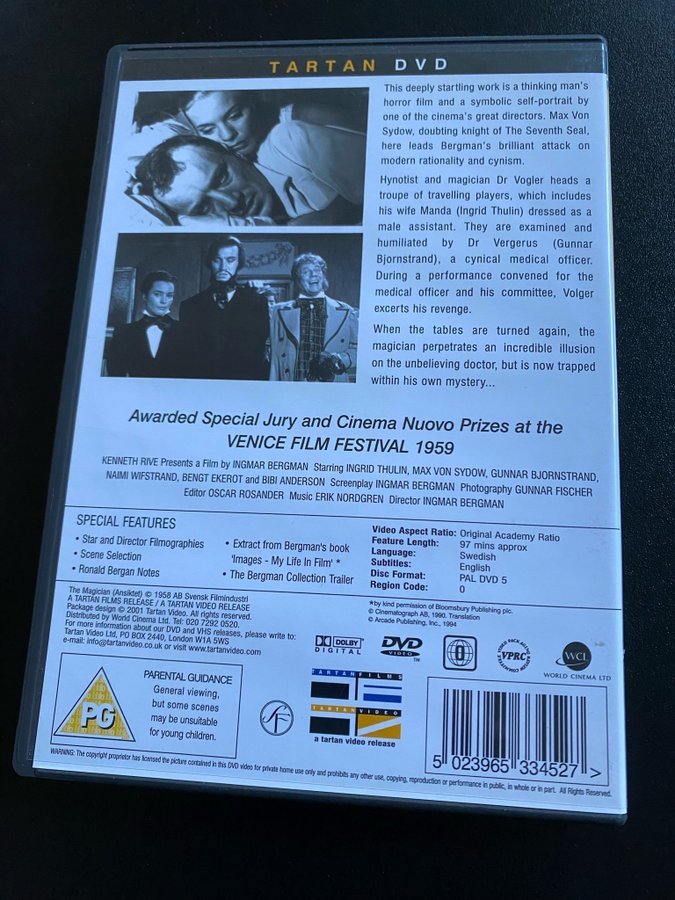 TARTAN DVD
This deeply startling work is a thinking man's
horror film and a symbolic self-portrait by
one of the cinema's great directors. Max Von
Sydow, doubting knight of The Seventh Seal,
here leads Bergman's brilliant attack on
modern rationality and cynism.
Hynotist and magician Dr Vogler heads a
troupe of travelling players, which includes
his wife Manda (Ingrid Thulin) dressed as a
male assistant. They are examined and
humiliated by Dr Vergerus (Gunnar
Bjornstrand), a cynical medical officer.
During a performance convened for the
medical officer and his committee, Volger
excerts his revenge.
When the tables are turned again, the
magician perpetrates an incredible illusion
on the unbelieving doctor, but is now trapped
within his own mystery...
Awarded Special Jury and Cinema Nuovo Prizes at the
VENICE FILM FESTIVAL 1959
KENNETH RIVE Presents a Film by INGMAR BERGMAN Starring INGRID THULIN, MAX VON SYDOW, GUNNAR BJORNSTRAND,
NAIMI WIFSTRAND, BENGT EKEROT and BIBI ANDERSON Screenplay INGMAR BERGMAN Photography GUNNAR FISCHER
Editor OSCAR ROSANDER Music ERIK NORDGREN Director INGMAR BERGMAN
SPECIAL FEATURES
• Star and Director Filmographies
• Scene Selection
• Ronald Bergan Notes
• Extract from Bergman's book
'Images - My Life In Film' *
• The Bergman Collection Trailer
Video Aspect Ratio: Original Academy Ratio
Feature Length: 97 mins approx
Language: Swedish
Subtitles: English
Disc Format: PAL DVD 5
Region Code: 0
*by kind permission of Bloomsbury Publishing plc.
© Cinematograph AB, 1990. Translation
© Arcade Publishing, Inc., 1994
The Magician (Ansiktet) © 1958 AB Svensk Filmindustri
A TARTAN FILMS RELEASE / A TARTAN VIDEO RELEASE
Package design © 2001 Tartan Video. All rights reserved.
Distributed by World Cinema Ltd. Tel: 020 7292 0520.
For more information about our DVD and VHS releases, please write to:
Tartan Video Ltd, PO BOX 2440, London W1A 5WS
e-mail: info@tartanvideo.co.uk or visit www.tartanvideo.com
DOLBY
DIGITAL
DVD
VIDEO
TM
0
VPRC
WCL
WORLD CINEMA LTD
PG
PARENTAL GUIDANCE
General viewing,
but some scenes
may be unsuitable
for young children.
SF
TARTAN FILMS
TARTAN VIDEO
a tartan video release
5 023965 334527 >
WARNING: The copyright proprietor has licensed the picture contained in this DVD video for private home use only and prohibits any other use, copying, reproduction or performance in public, in whole or in part. All Rights Reserved.